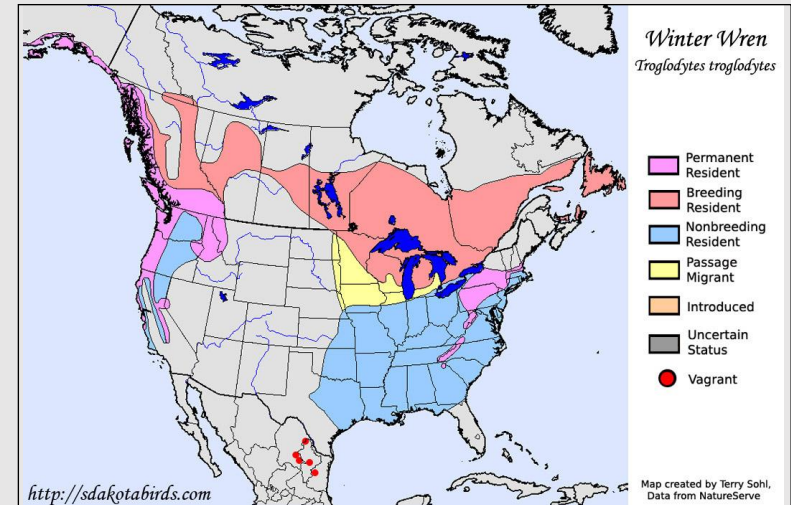 Winter Wren
Troglodytes troglodytes
Permanent
Resident
Breeding
Resident
Nonbreeding
Resident
Passage
Migrant
Introduced
Uncertain
Status
Vagrant
http://sdakotabirds.com
Map created by Terry Sohl,
Data from NatureServe